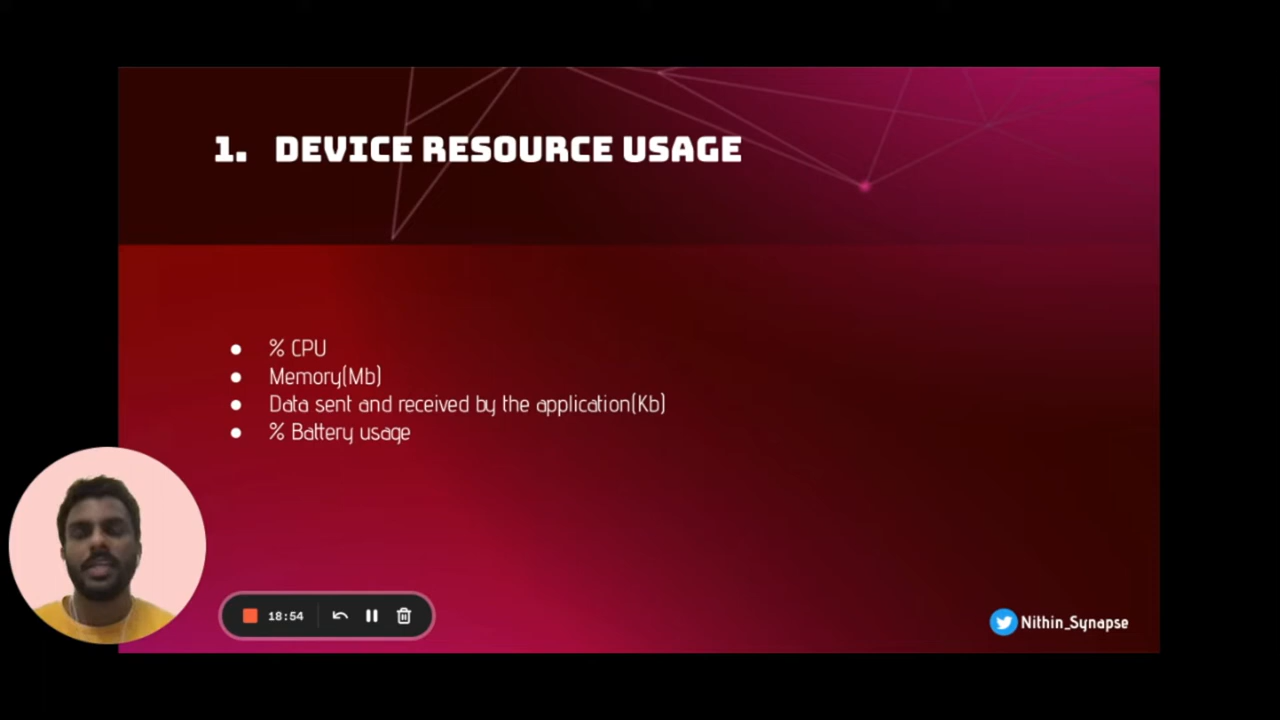 1. DEVICE RESOURCE USAGE
● % CPU
● Memory(Mb)
● Data sent and received by the application(Kb)
● % Battery usage
18:54
Nithin_Synapse